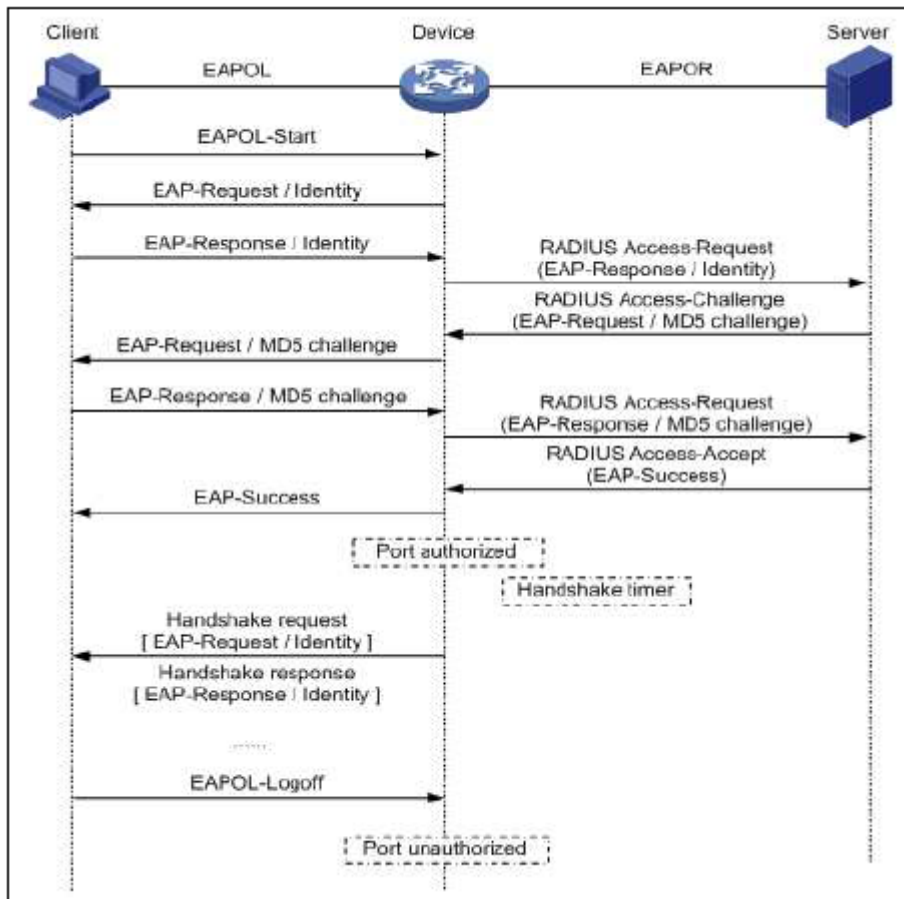 Client
Device
Server
EAPOL
EAPOR
EAPOL-Start
EAP-Request / Identity
EAP-Response / Identity
RADIUS Access-Request
(EAP-Response / Identity)
RADIUS Access-Challenge
(EAP-Request / MD5 challenge)
EAP-Request / MD5 challenge
EAP-Response / MD5 challenge
RADIUS Access-Request
(EAP-Response / MD5 challenge)
RADIUS Access-Accept
(EAP-Success)
EAP-Success
Port authorized
Handshake timer
Handshake request
[ EAP-Request / Identity ]
Handshake response
[ EAP-Response / Identity ]
......
EAPOL-Logoff
Port unauthorized